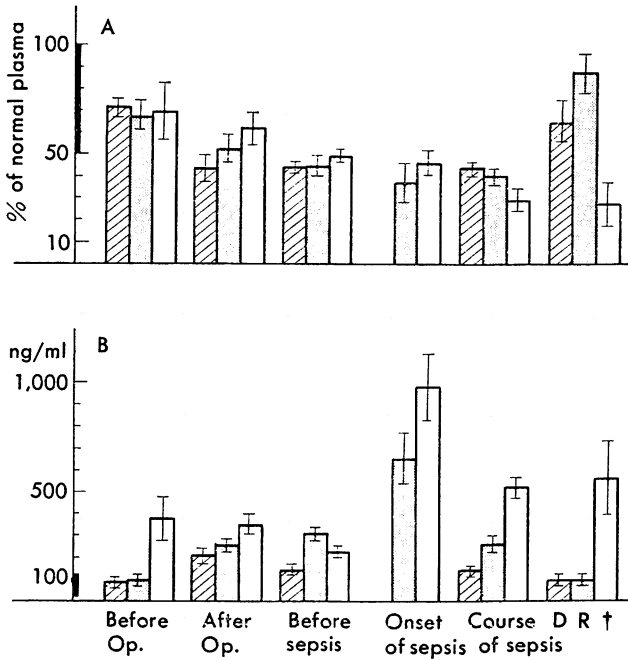 A
% of normal plasma
100
50
10
B
ng/ml
1,000
500
100
Before Op.
After Op.
Before sepsis
Onset of sepsis
Course of sepsis
D R †